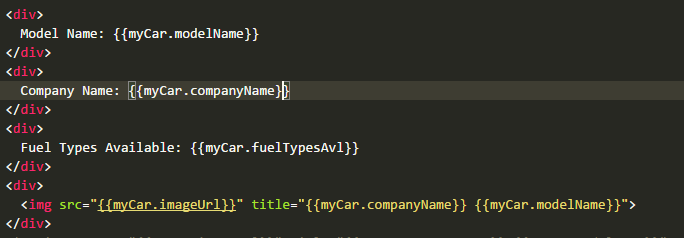 <div>
Model Name: {{myCar.modelName}}
</div>
<div>
Company Name: {{myCar.companyName}}
</div>
<div>
Fuel Types Available: {{myCar.fuelTypesAvl}}
</div>
<div>
<img src="{{myCar.imageUrl}}" title="{{myCar.companyName}} {{myCar.modelName}}">
</div>